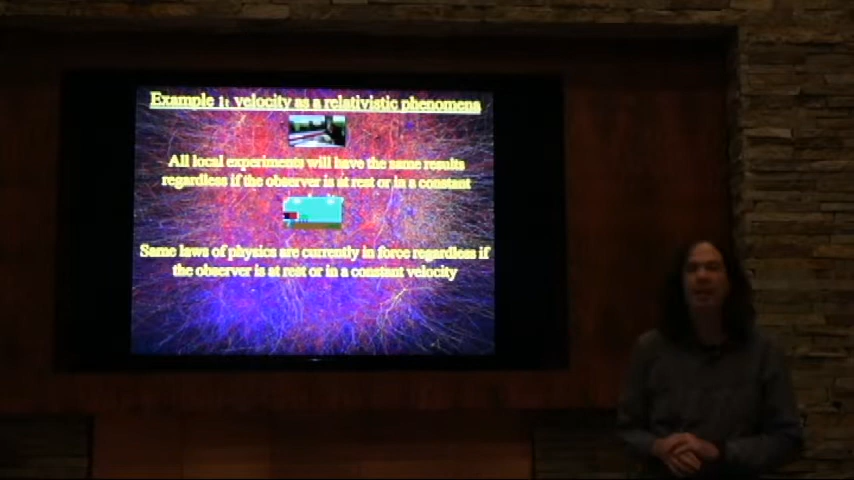 Example 1: velocity as a relativistic phenomena
All local experiments will have the same results
regardless if the observer is at rest or in a constant
Same laws of physics are currently in force regardless if
the observer is at rest or in a constant velocity